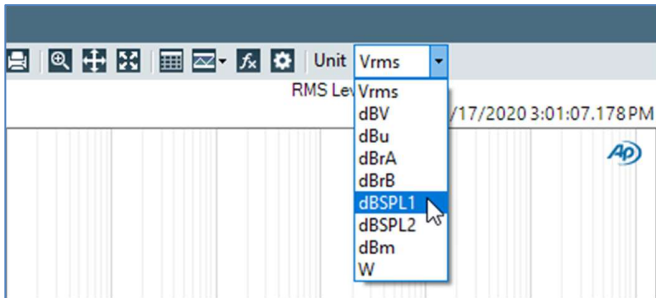 fx Unit Vrms
RMS Lev
Vrms
/17/2020 3:01:07.178 PM
dBV
dBu
dBrA
dBrB
dBSPL1
dBSPL2
dBm
W
AP